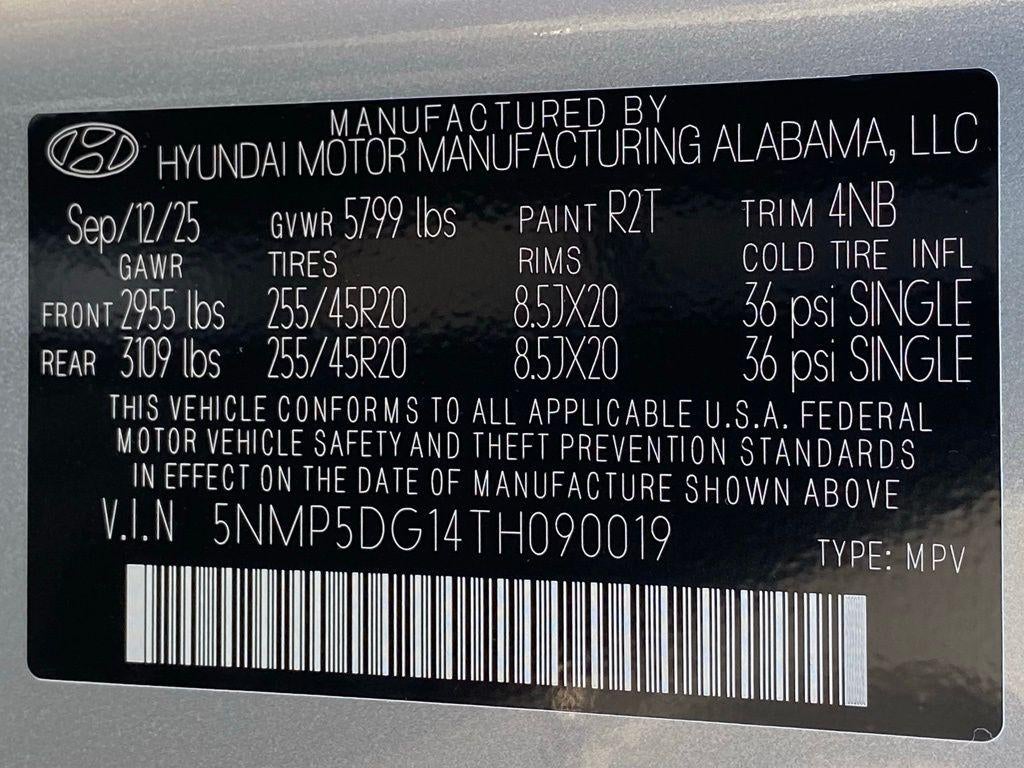 MANUFACTURED BY
HYUNDAI MOTOR MANUFACTURING ALABAMA, LLC
Sep/12/25 GVWR 5799 lbs PAINT R2T TRIM 4NB
GAWR TIRES RIMS COLD TIRE INFL
FRONT 2955 lbs 255/45R20 8.5JX20 36 psi SINGLE
REAR 3109 lbs 255/45R20 8.5JX20 36 psi SINGLE
THIS VEHICLE CONFORMS TO ALL APPLICABLE U.S.A. FEDERAL
MOTOR VEHICLE SAFETY AND THEFT PREVENTION STANDARDS
IN EFFECT ON THE DATE OF MANUFACTURE SHOWN ABOVE
V.I.N 5NMP5DG14TH090019 TYPE: MPV